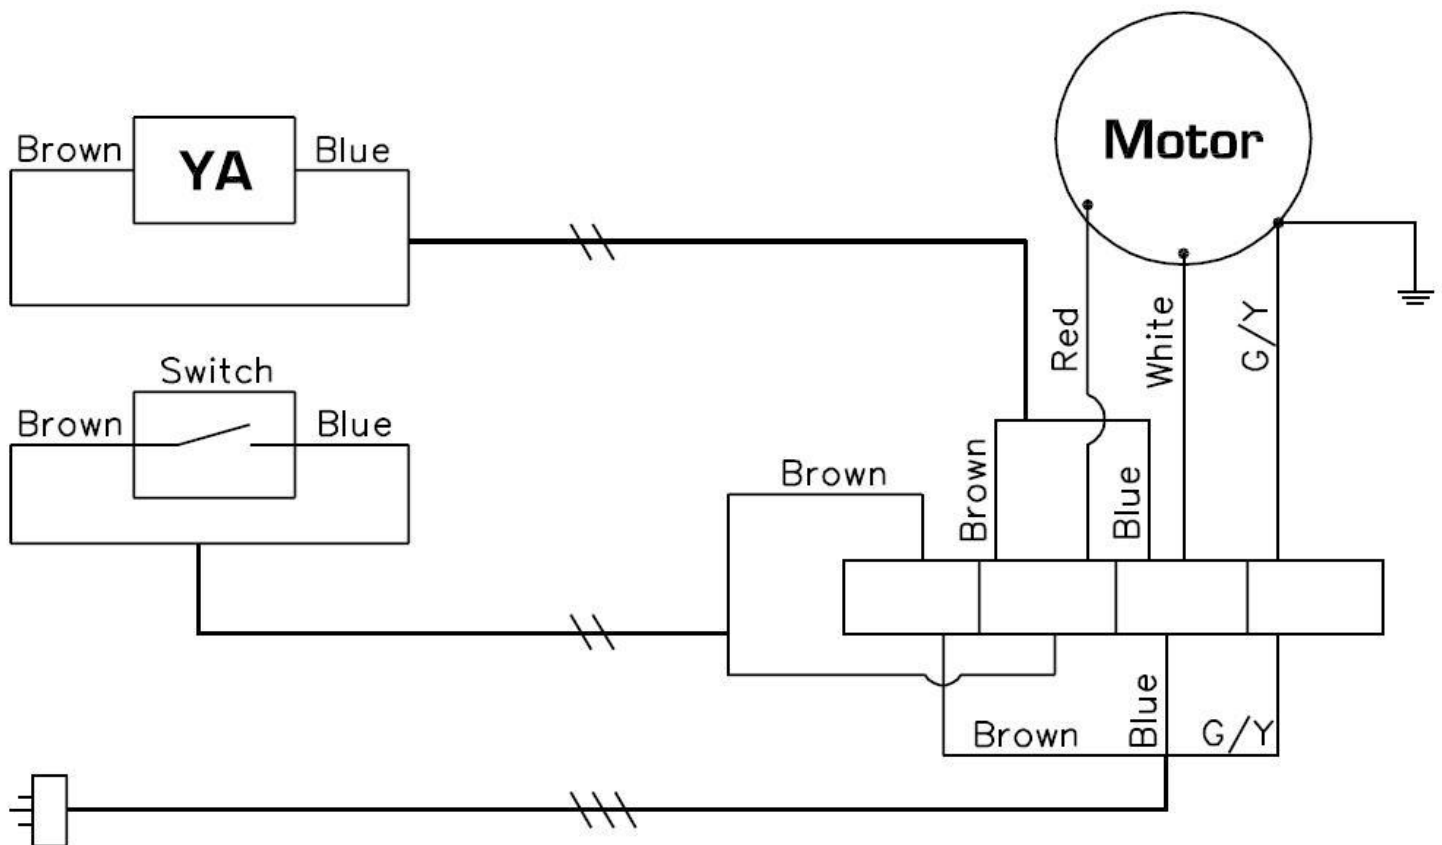 Motor
Brown
YA
Blue
Red
White
G/Y
Switch
Brown
Blue
Brown
Brown
Blue
Brown
Blue
G/Y